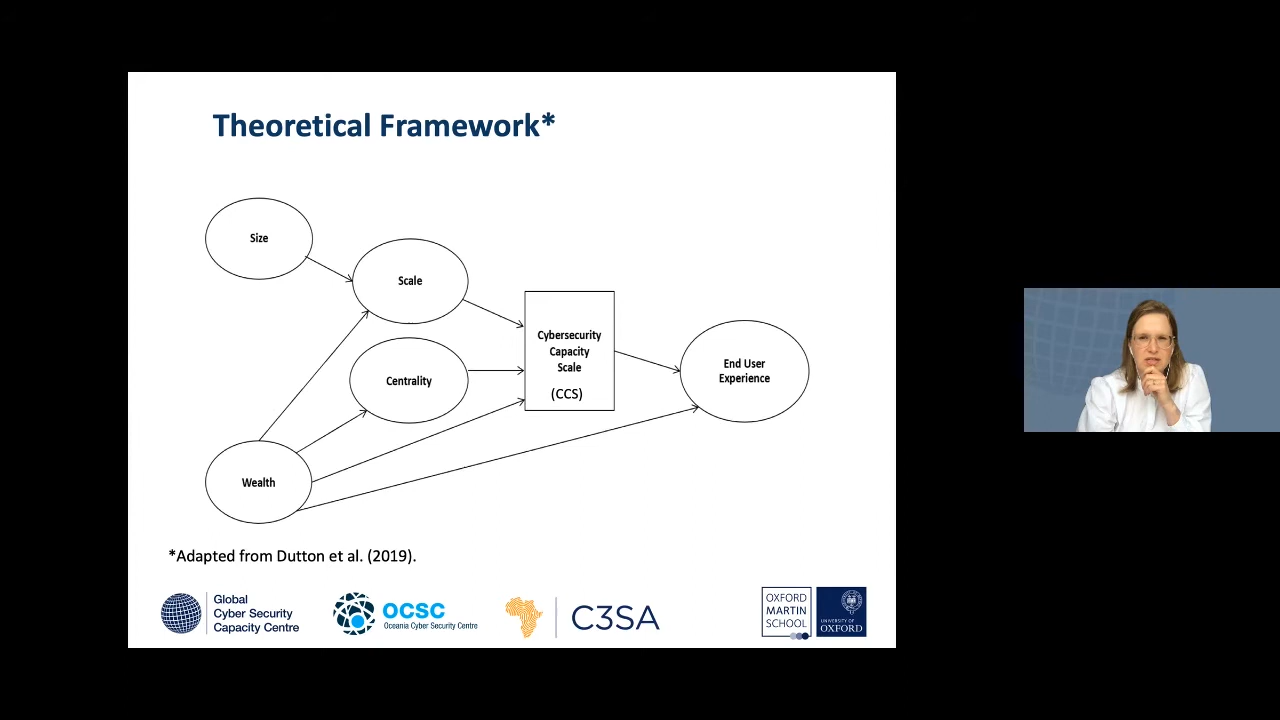 Theoretical Framework*
Size
Scale
Cybersecurity
Capacity
Scale
(CCS)
End User
Experience
Centrality
Wealth
*Adapted from Dutton et al. (2019).
Global
Cyber Security
Capacity Centre
OCSC
Oceania Cyber Security Centre
C3SA
OXFORD
MARTIN
SCHOOL
UNIVERSITY OF
OXFORD